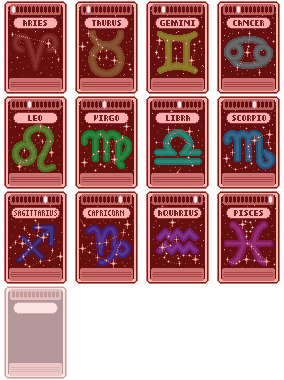 ARIES
TAURUS
GEMINI
CANCER
LEO
VIRGO
LIBRA
SCORPIO
SAGITTARIUS
CAPRICORN
AQUARIUS
PISCES